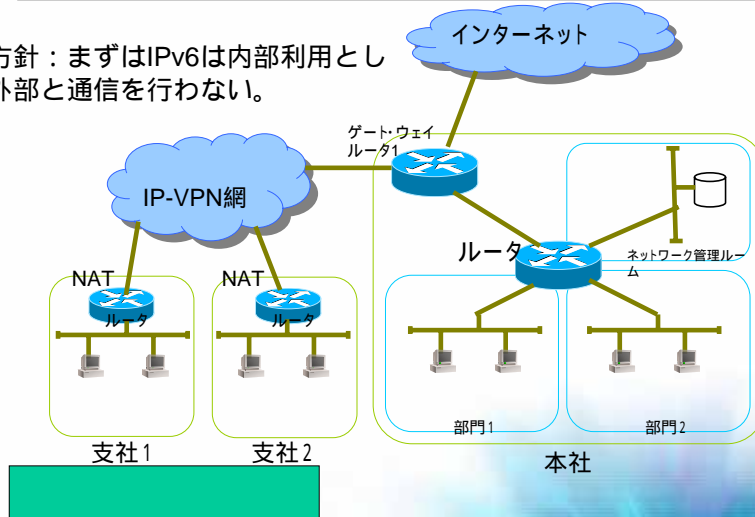 方針：まずはIPv6は内部利用とし
外部と通信を行わない。
インターネット
ゲート・ウェイ
ルータ1
IP-VPN網
ルータ
ネットワーク管理ルー
ム
NAT
ルータ
NAT
ルータ
部門1
部門2
支社1
支社2
本社